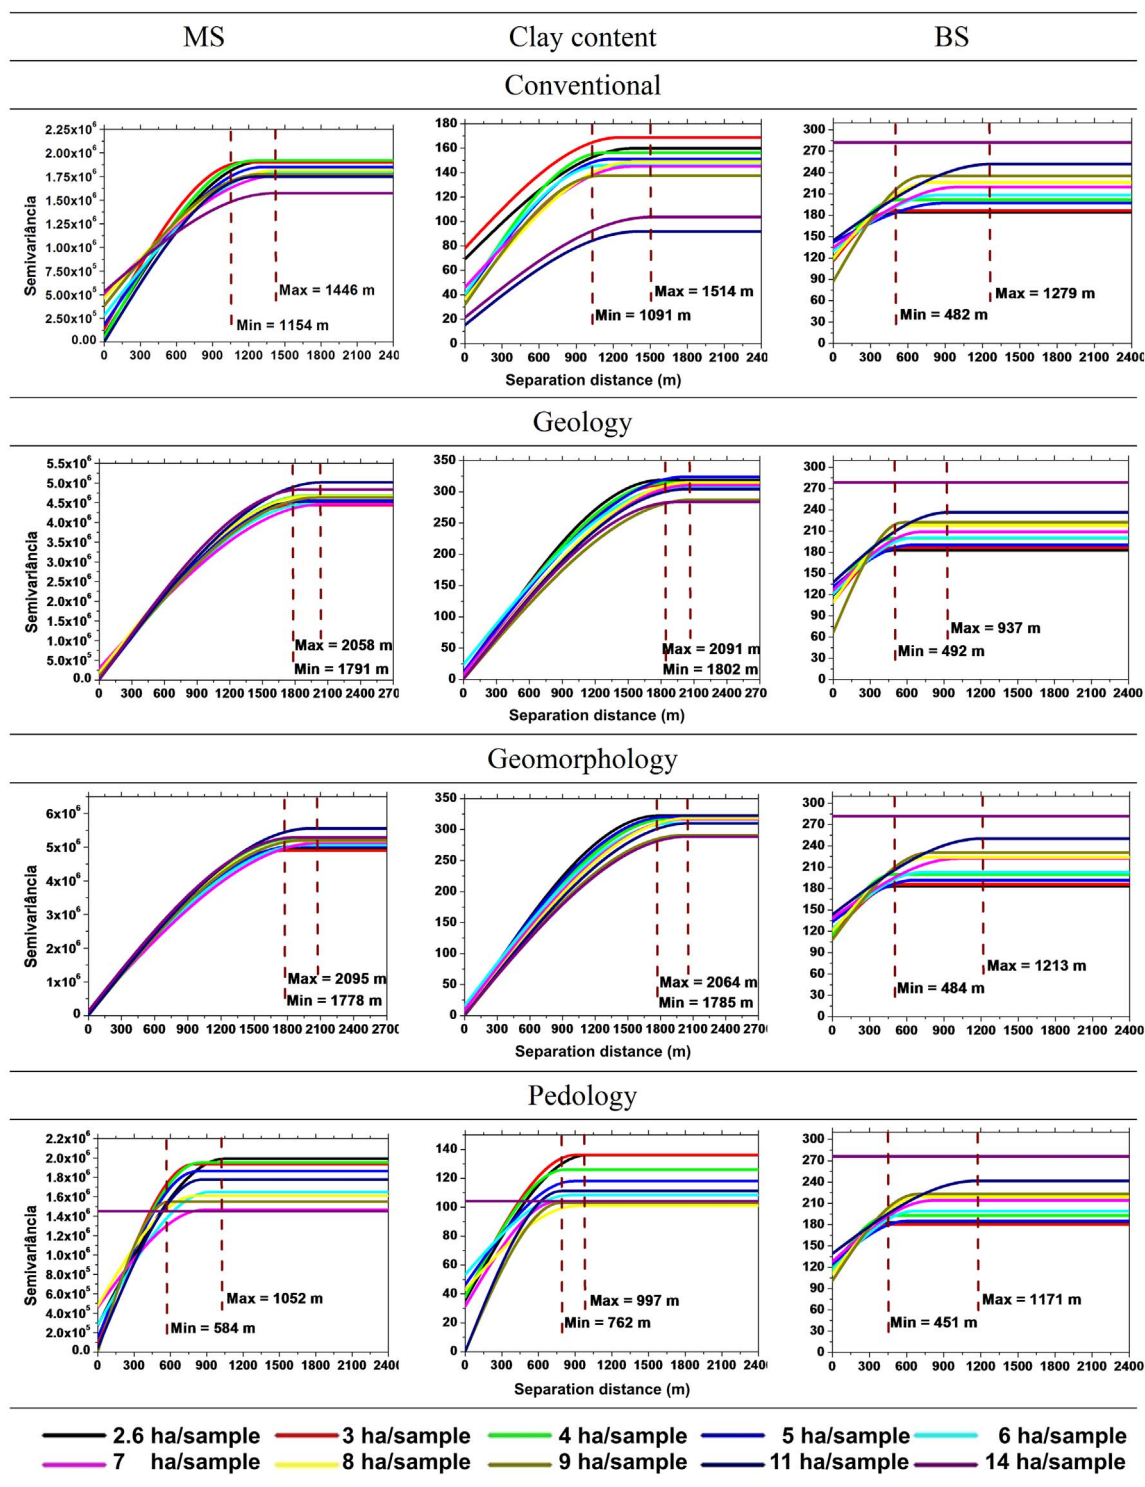 MS Clay content BS
Conventional
Semivariância
2.25x10⁶
2.00x10⁶
1.75x10⁶
1.50x10⁶
1.25x10⁶
1.00x10⁶
7.50x10⁵
5.00x10⁵
2.50x10⁵
0.00
Max = 1446 m
Min = 1154 m
0 300 600 900 1200 1500 1800 2100 240
180
160
140
120
100
80
60
40
20
0
Max = 1514 m
Min = 1091 m
0 300 600 900 1200 1500 1800 2100 240
Separation distance (m)
300
270
240
210
180
150
120
90
60
30
0
Max = 1279 m
Min = 482 m
0 300 600 900 1200 1500 1800 2100 2400
Geology
Semivariância
5.5x10⁶
5.0x10⁶
4.5x10⁶
4.0x10⁶
3.5x10⁶
3.0x10⁶
2.5x10⁶
2.0x10⁶
1.5x10⁶
1.0x10⁶
5.0x10⁵
0.0
Max = 2058 m
Min = 1791 m
0 300 600 900 1200 1500 1800 2100 2400 270
350
300
250
200
150
100
50
0
Max = 2091 m
Min = 1802 m
0 300 600 900 1200 1500 1800 2100 2400 270
Separation distance (m)
300
270
240
210
180
150
120
90
60
30
0
Max = 937 m
Min = 492 m
0 300 600 900 1200 1500 1800 2100 2400
Geomorphology
Semivariância
6x10⁶
5x10⁶
4x10⁶
3x10⁶
2x10⁶
1x10⁶
0
Max = 2095 m
Min = 1778 m
0 300 600 900 1200 1500 1800 2100 2400 2700
350
300
250
200
150
100
50
0
Max = 2064 m
Min = 1785 m
0 300 600 900 1200 1500 1800 2100 2400 270
Separation distance (m)
300
270
240
210
180
150
120
90
60
30
0
Max = 1213 m
Min = 484 m
0 300 600 900 1200 1500 1800 2100 2400
Pedology
Semivariância
2.2x10⁶
2.0x10⁶
1.8x10⁶
1.6x10⁶
1.4x10⁶
1.2x10⁶
1.0x10⁶
8.0x10⁵
6.0x10⁵
4.0x10⁵
2.0x10⁵
0.0
Max = 1052 m
Min = 584 m
0 300 600 900 1200 1500 1800 2100 2400
140
120
100
80
60
40
20
0
Max = 997 m
Min = 762 m
0 300 600 900 1200 1500 1800 2100 240
Separation distance (m)
300
270
240
210
180
150
120
90
60
30
0
Max = 1171 m
Min = 451 m
0 300 600 900 1200 1500 1800 2100 2400
2.6 ha/sample 3 ha/sample 4 ha/sample 5 ha/sample 6 ha/sample
7 ha/sample 8 ha/sample 9 ha/sample 11 ha/sample 14 ha/sample